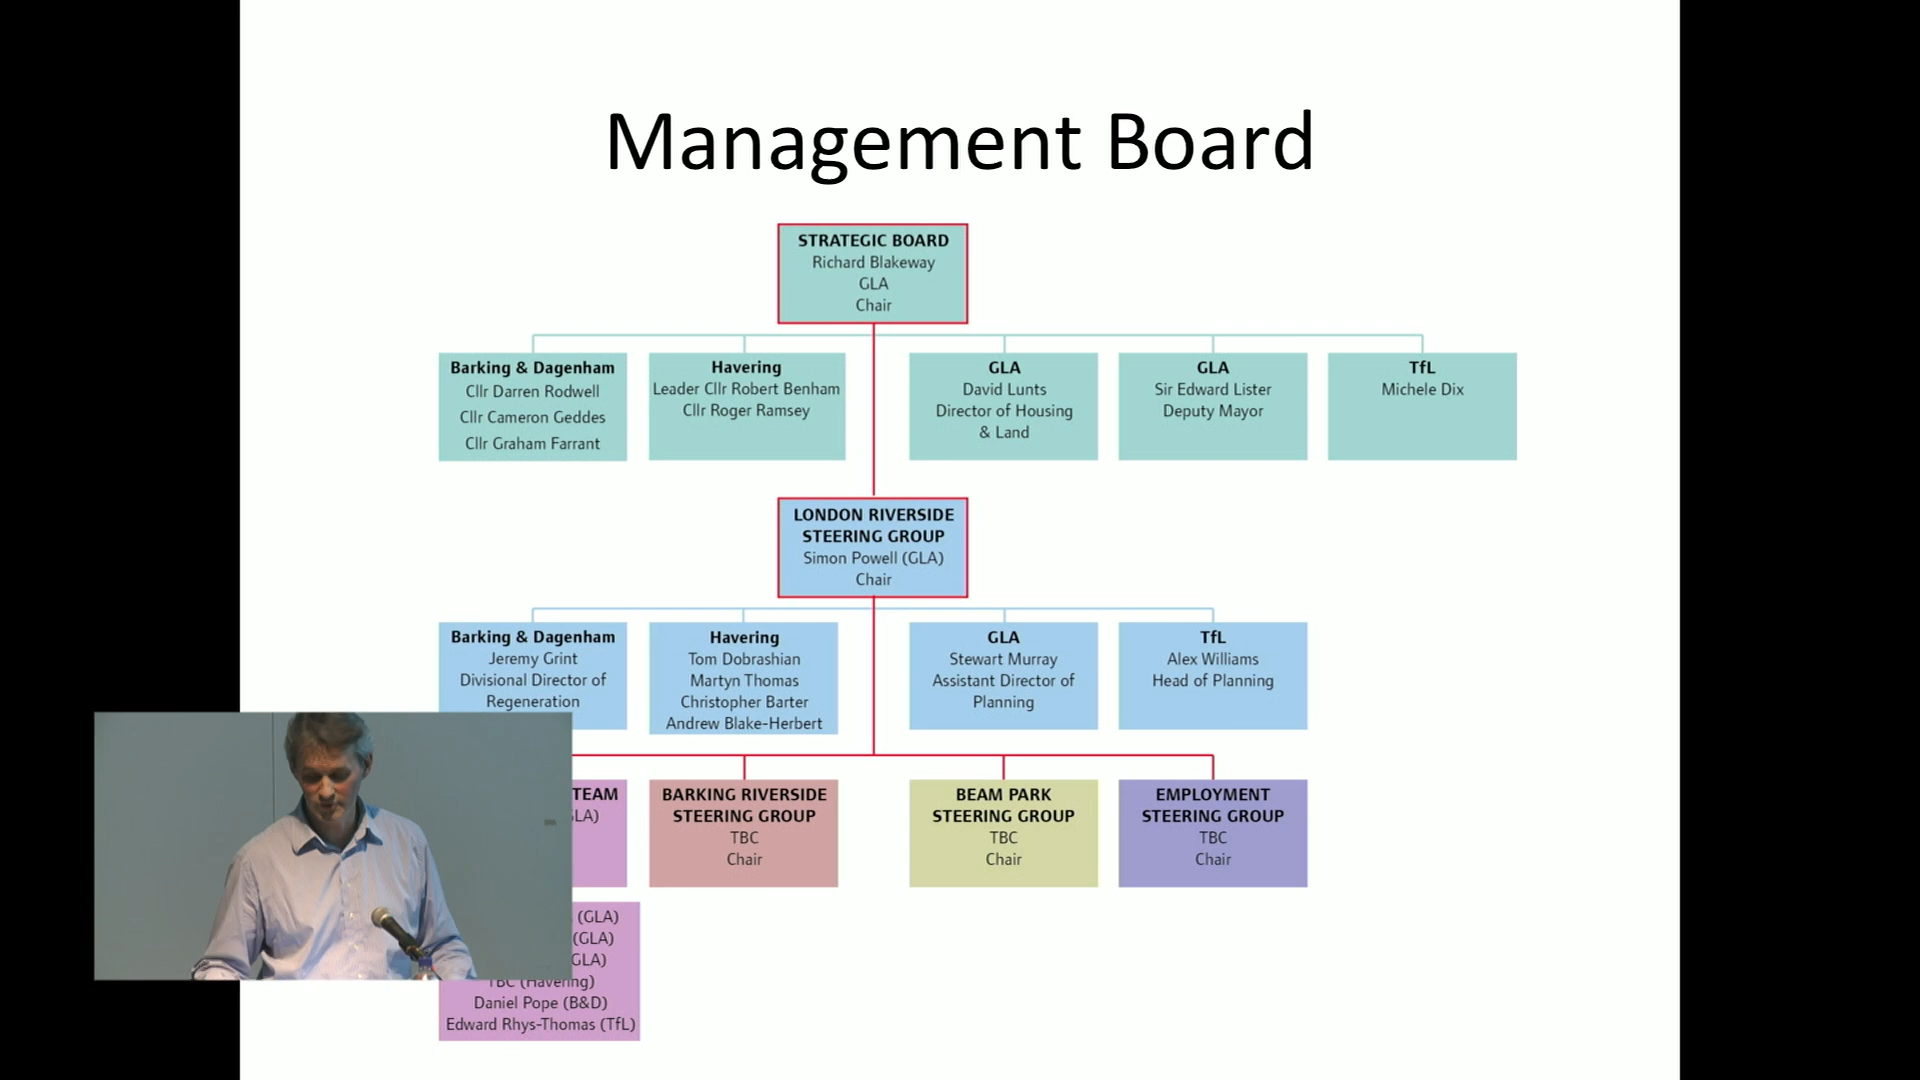 Management Board
STRATEGIC BOARD
Richard Blakeway
GLA
Chair
Barking & Dagenham
Cllr Darren Rodwell
Cllr Cameron Geddes
Cllr Graham Farrant
Havering
Leader Cllr Robert Benham
Cllr Roger Ramsey
GLA
David Lunts
Director of Housing
& Land
GLA
Sir Edward Lister
Deputy Mayor
TfL
Michele Dix
LONDON RIVERSIDE
STEERING GROUP
Simon Powell (GLA)
Chair
Barking & Dagenham
Jeremy Grint
Divisional Director of
Regeneration
Havering
Tom Dobrashian
Martyn Thomas
Christopher Barter
Andrew Blake-Herbert
GLA
Stewart Murray
Assistant Director of
Planning
TfL
Alex Williams
Head of Planning
TEAM
BARKING RIVERSIDE
STEERING GROUP
TBC
Chair
BEAM PARK
STEERING GROUP
TBC
Chair
EMPLOYMENT
STEERING GROUP
TBC
Chair
(GLA)
(GLA)
GLA)
TBC (Havering)
Daniel Pope (B&D)
Edward Rhys-Thomas (TfL)